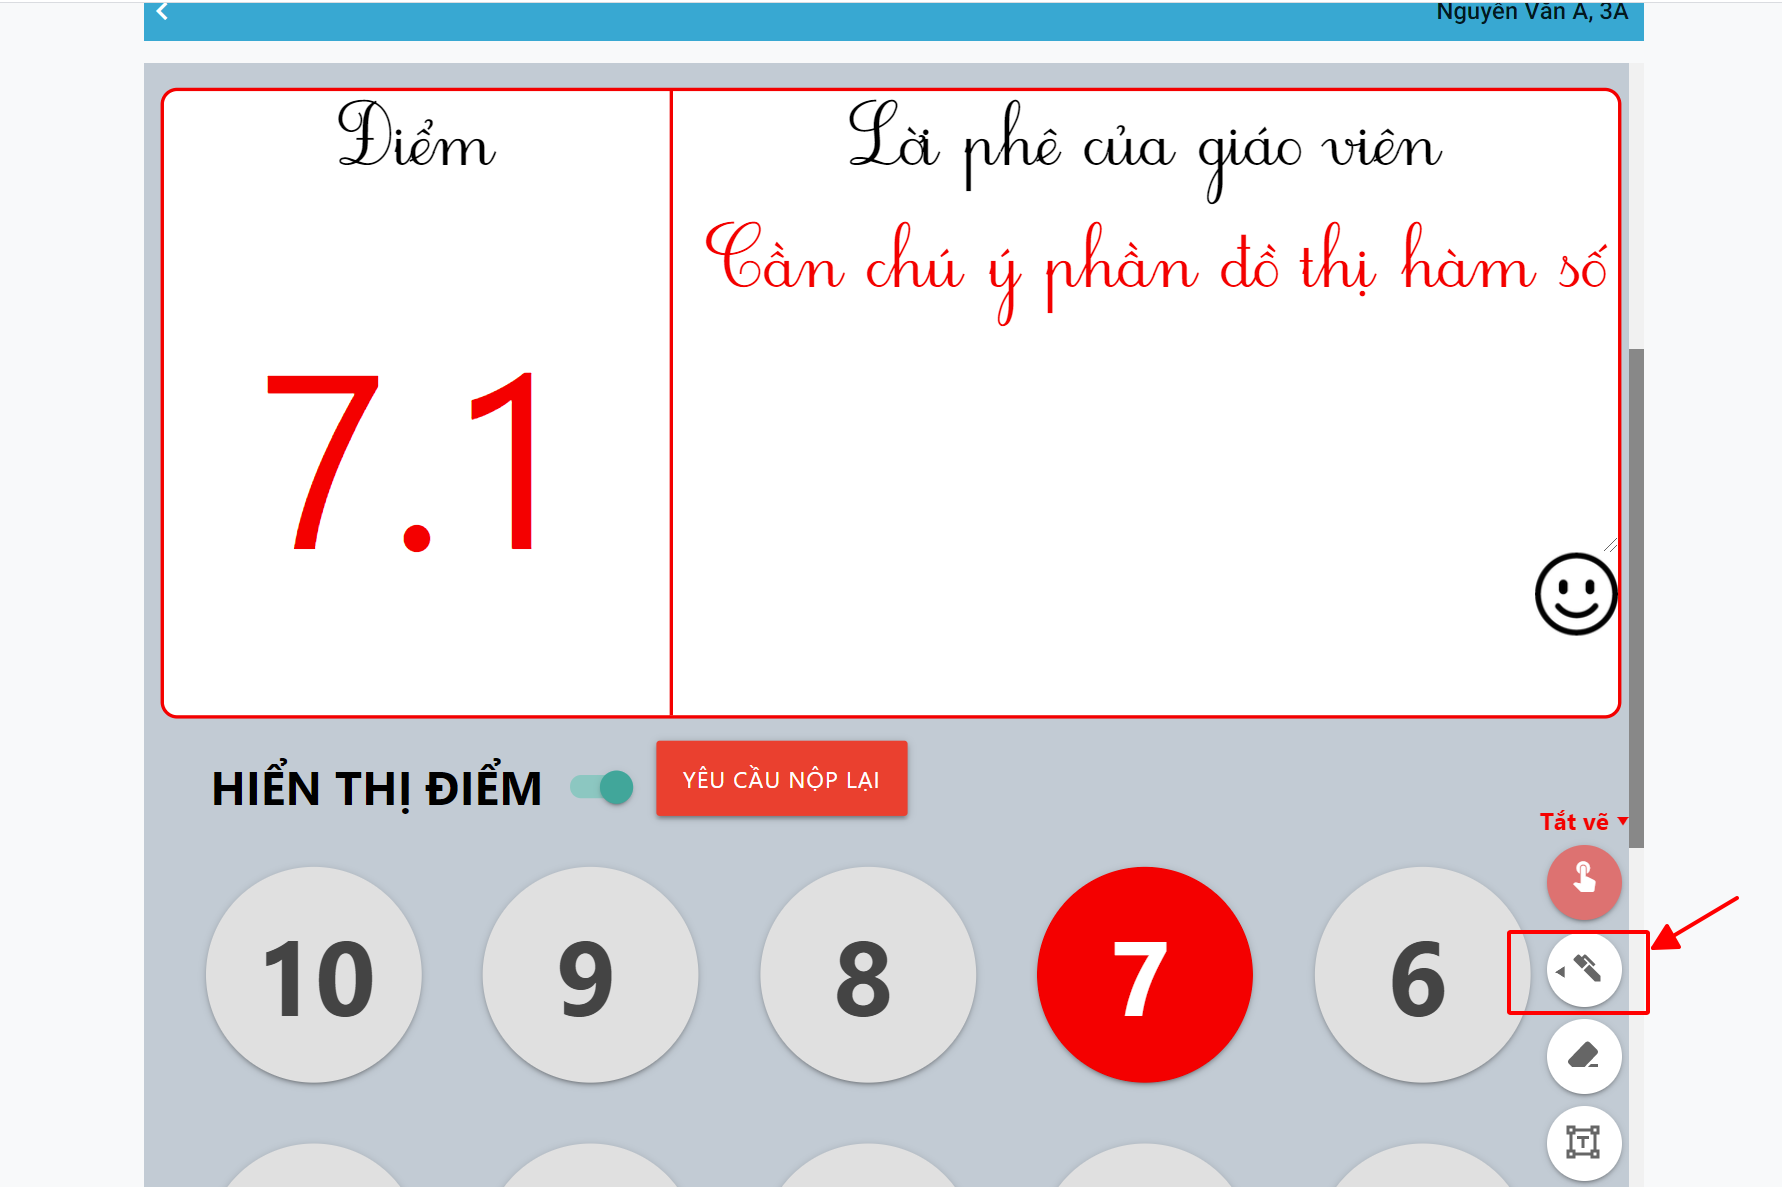 Nguyễn Văn A, 3A
Điểm
Lời phê của giáo viên
Cần chú ý phần đồ thị hàm số
7.1
HIỂN THỊ ĐIỂM
YÊU CẦU NỘP LẠI
Tắt vẽ
10 9 8 7 6
T